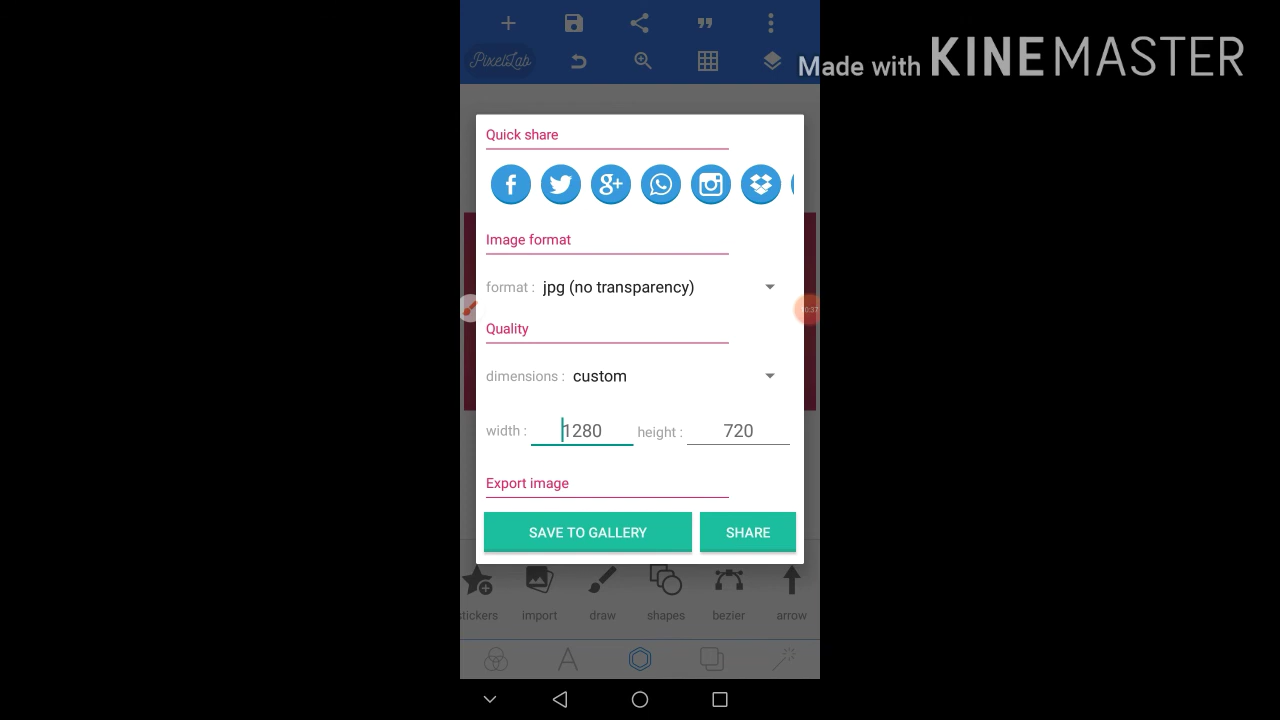 PixelLab
Made with KINEMASTER
Quick share
Image format
format : jpg (no transparency)
Quality
dimensions : custom
width : 1280 height : 720
Export image
SAVE TO GALLERY SHARE
stickers import draw shapes bezier arrow